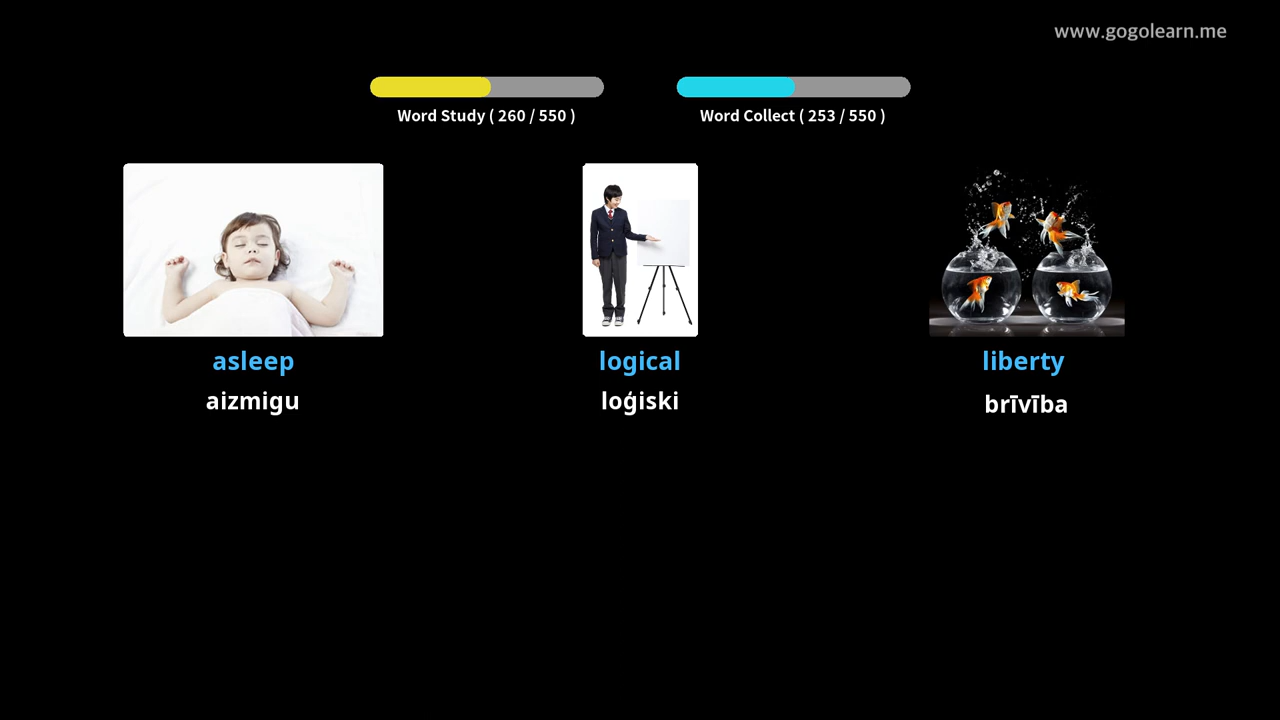 www.gogolearn.me
Word Study ( 260 / 550 )
Word Collect ( 253 / 550 )
asleep
logical
liberty
aizmigu
loģiski
brīvība